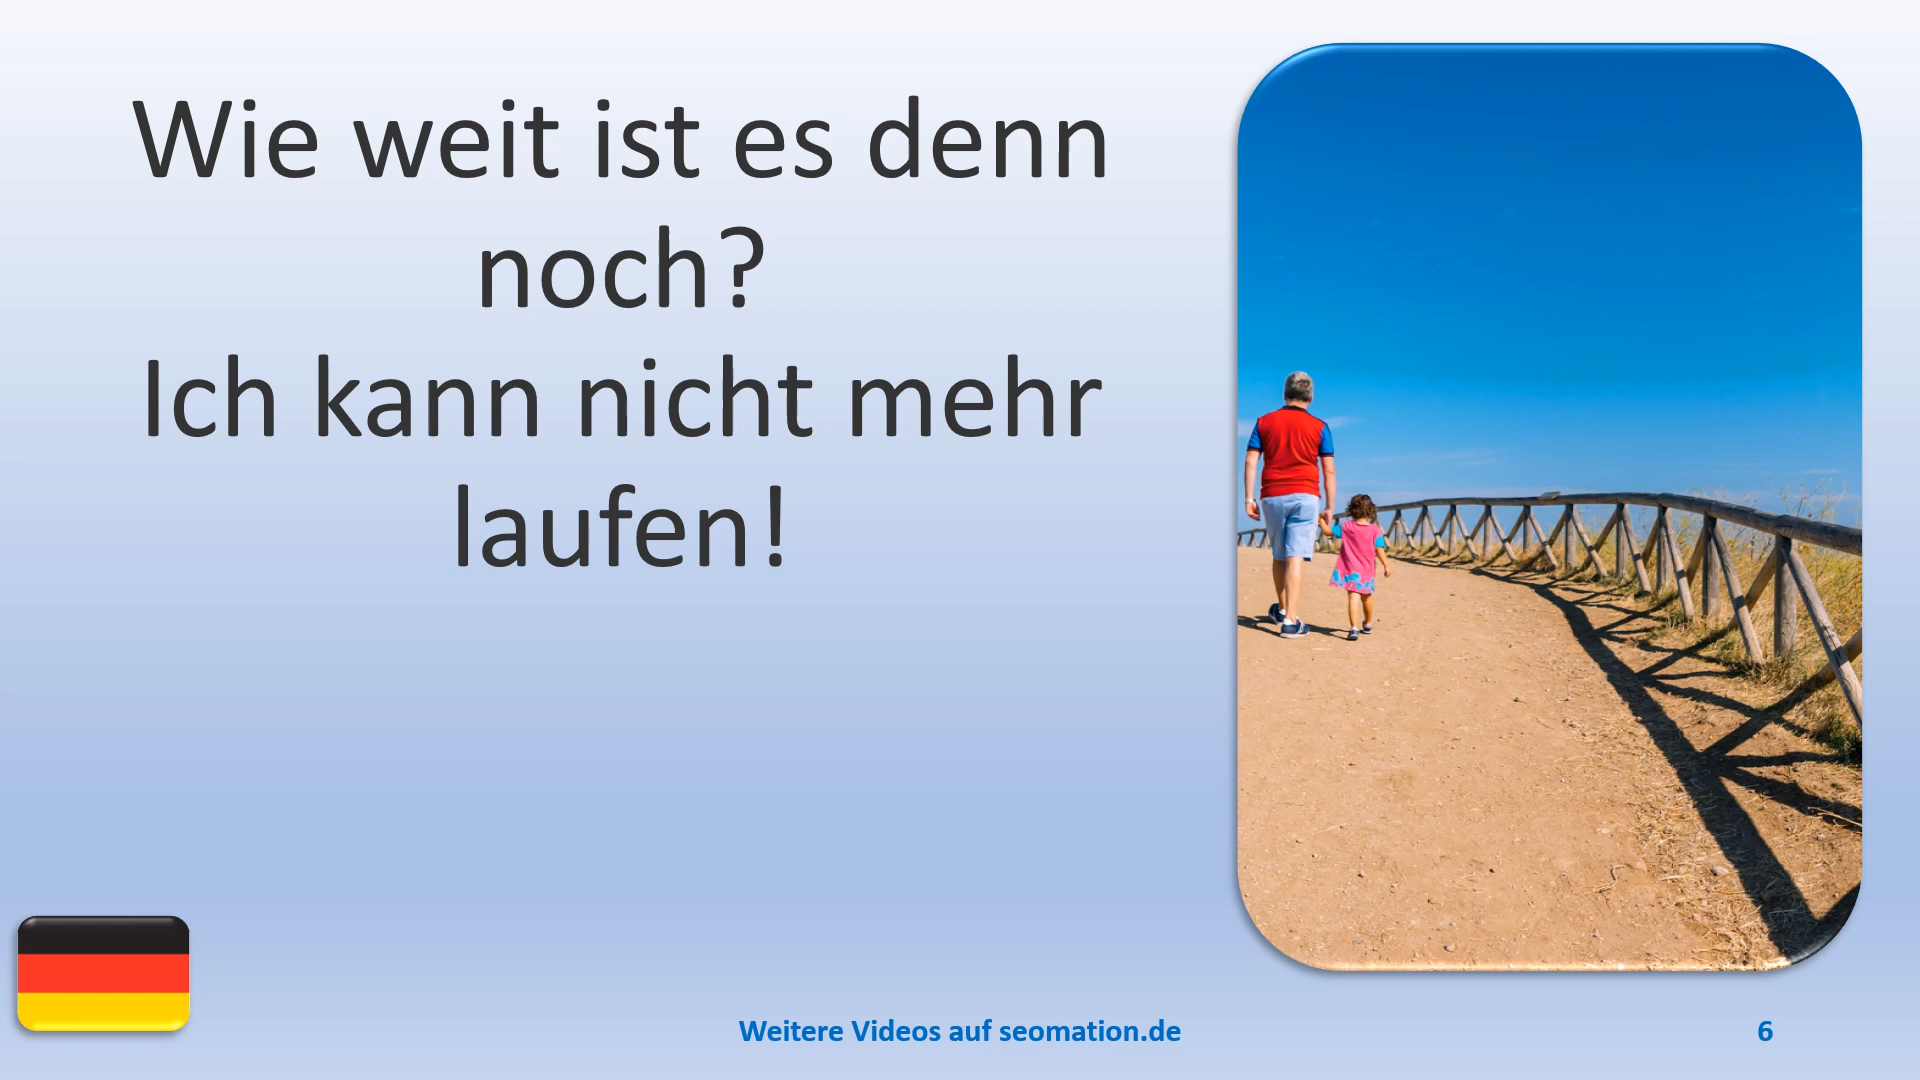 Wie weit ist es denn
noch?
Ich kann nicht mehr
laufen!
Weitere Videos auf seomation.de
6